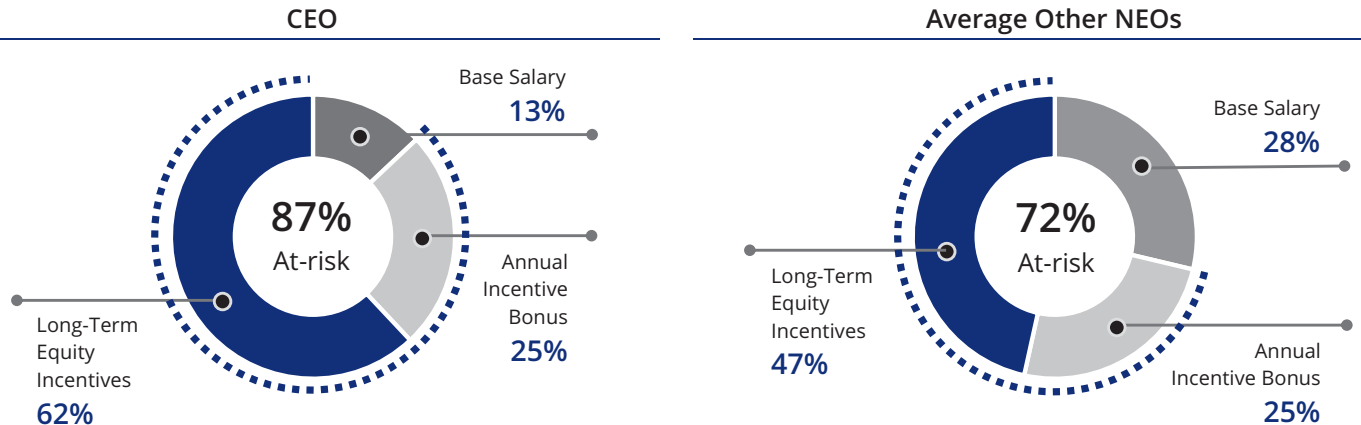 CEO
Base Salary
13%
87%
At-risk
Annual
Incentive
Bonus
25%
Long-Term
Equity
Incentives
62%
Average Other NEOs
Base Salary
28%
72%
At-risk
Long-Term
Equity
Incentives
47%
Annual
Incentive Bonus
25%